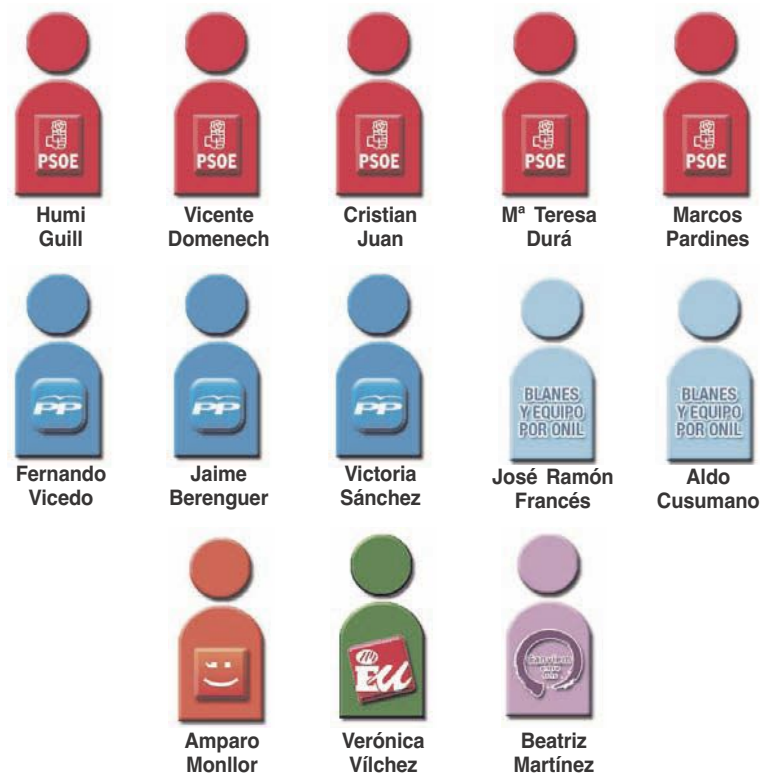 PSOE
PSOE
PSOE
PSOE
PSOE
Humi
Guill
Vicente
Domenech
Cristian
Juan
Mª Teresa
Durá
Marcos
Pardines
PP
PP
PP
BLANES
Y EQUIPO
POR ONIL
BLANES
Y EQUIPO
POR ONIL
Fernando
Vicedo
Jaime
Berenguer
Victoria
Sánchez
José Ramón
Francés
Aldo
Cusumano
EU
Amparo
Monllor
Verónica
Vílchez
Beatriz
Martínez